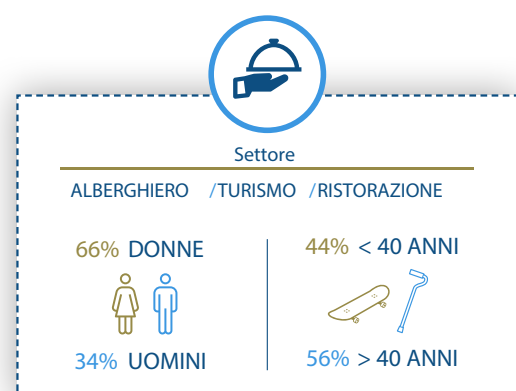 Settore
ALBERGHIERO /TURISMO /RISTORAZIONE
66% DONNE
34% UOMINI
44% < 40 ANNI
56% > 40 ANNI